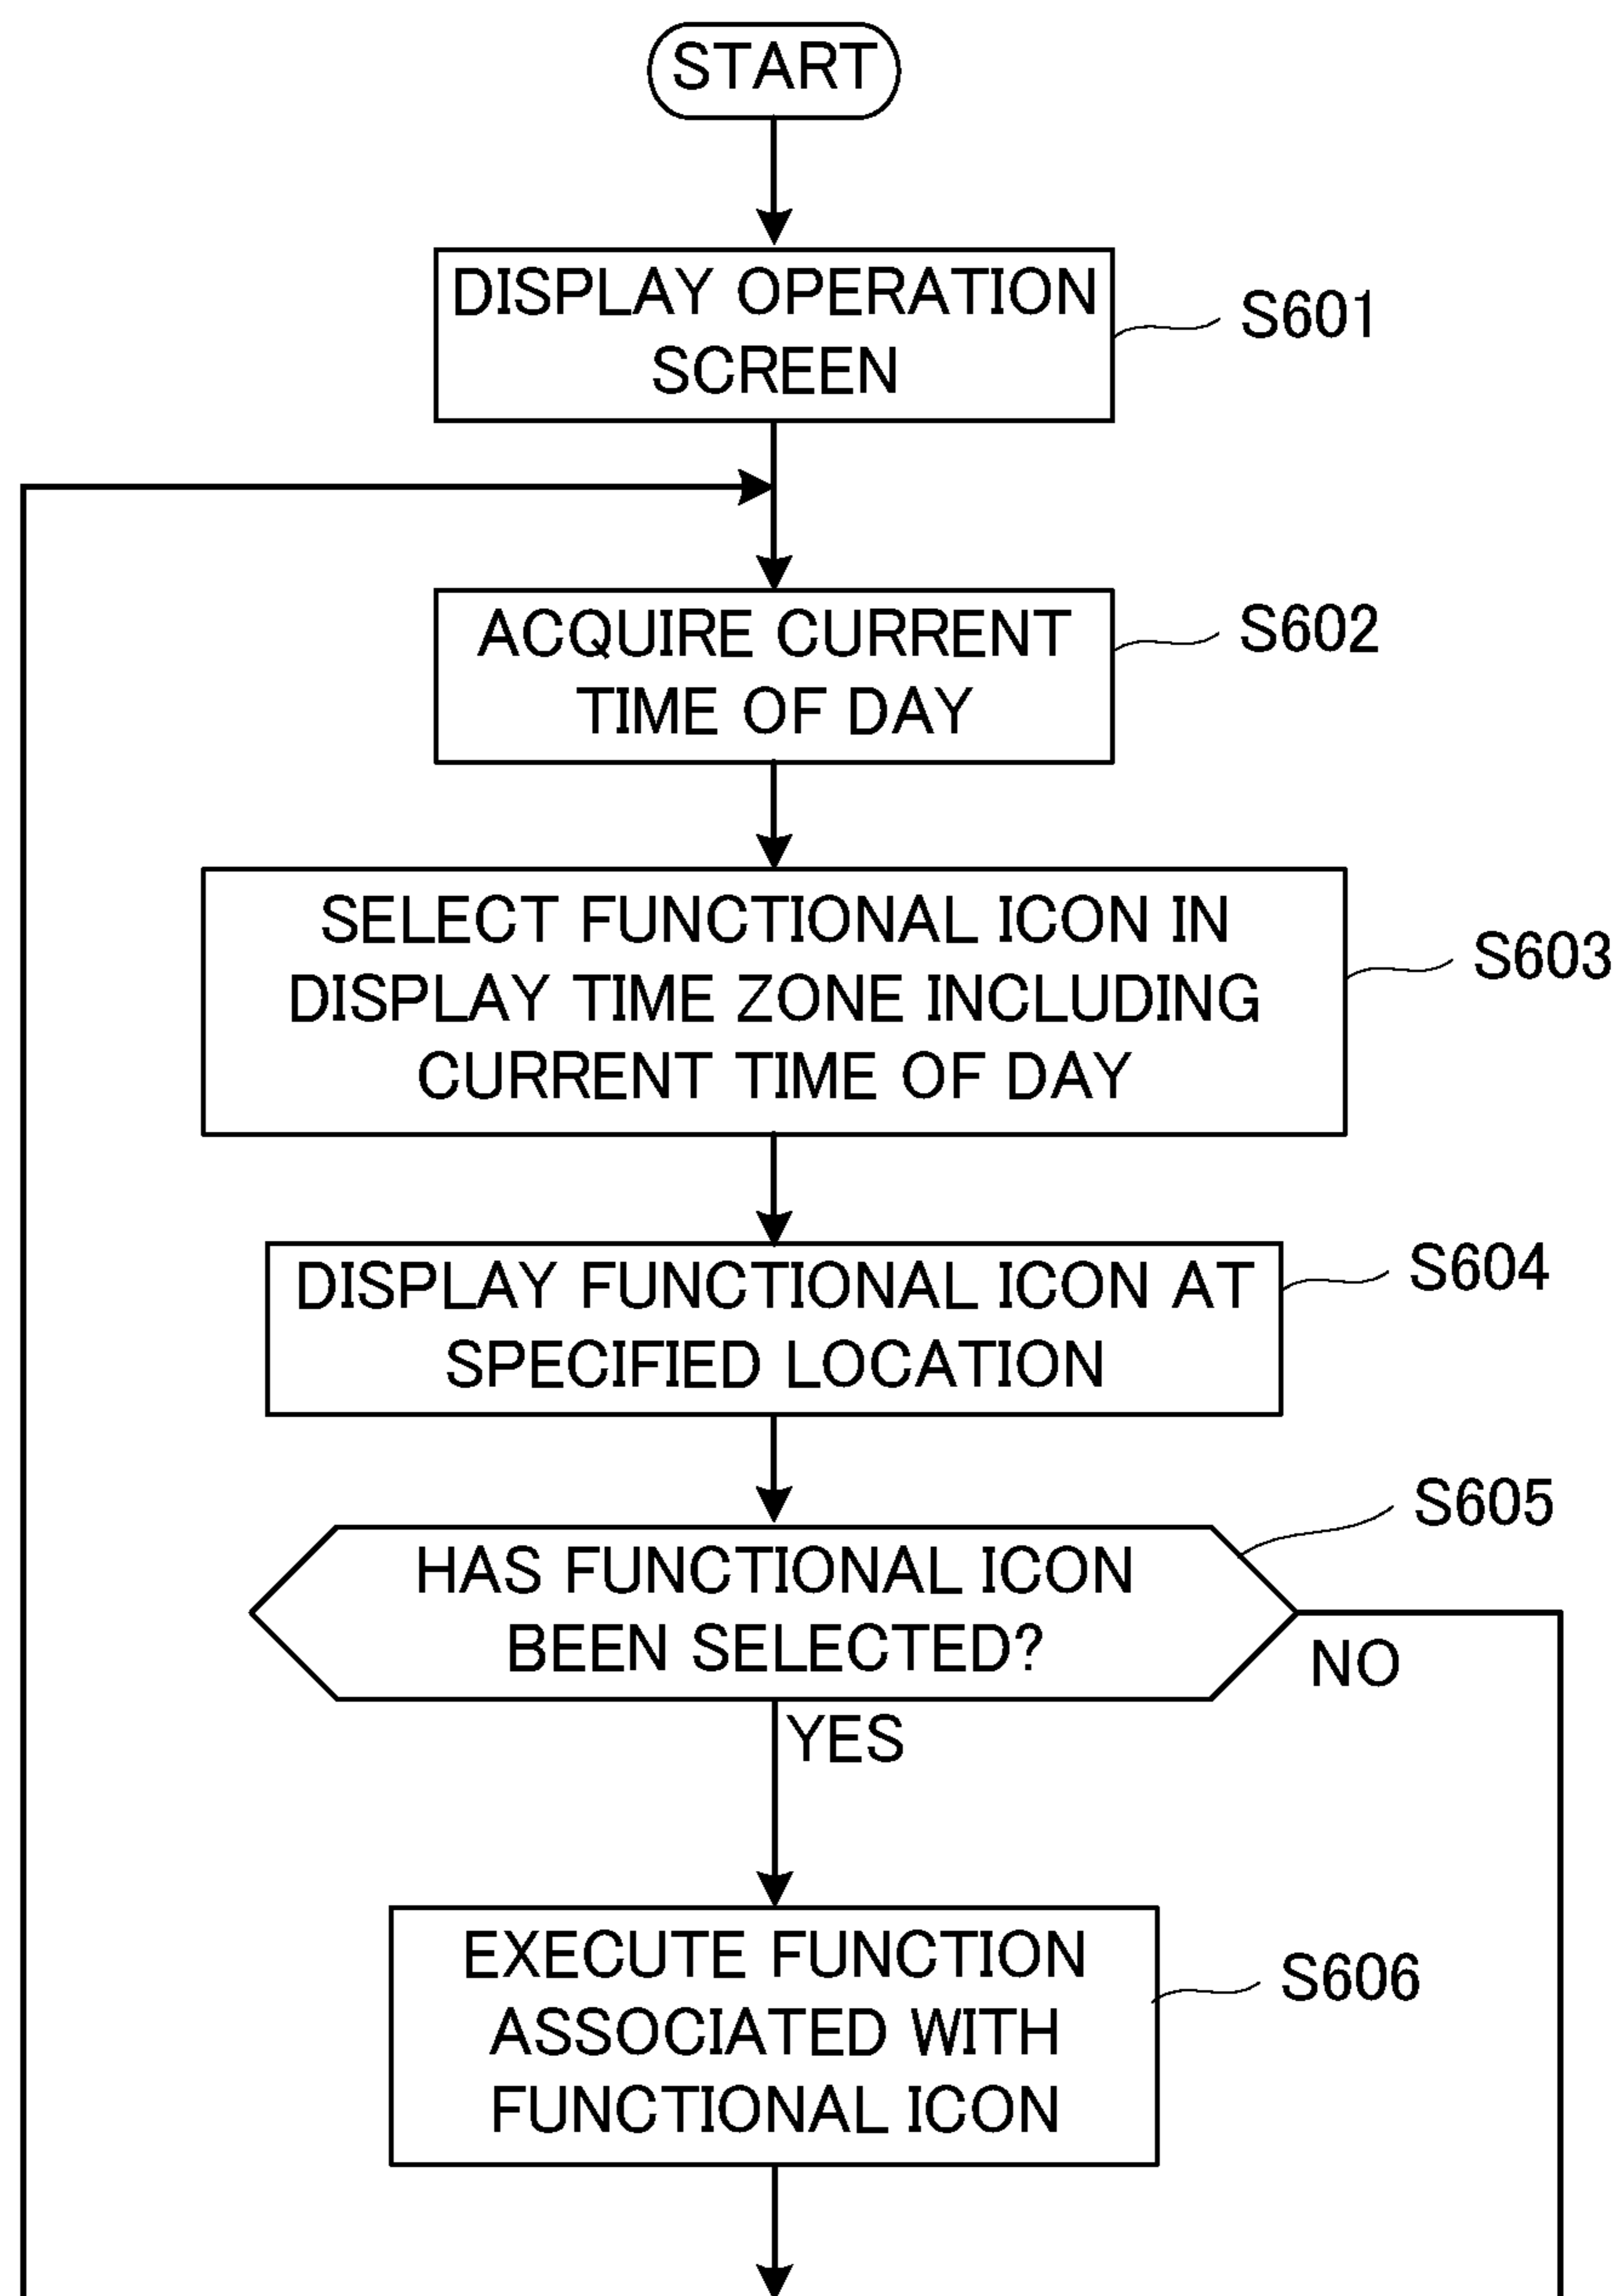 START
DISPLAY OPERATION
SCREEN
S601
ACQUIRE CURRENT
TIME OF DAY
S602
SELECT FUNCTIONAL ICON IN
DISPLAY TIME ZONE INCLUDING
CURRENT TIME OF DAY
S603
DISPLAY FUNCTIONAL ICON AT
SPECIFIED LOCATION
S604
HAS FUNCTIONAL ICON
BEEN SELECTED?
S605
NO
YES
EXECUTE FUNCTION
ASSOCIATED WITH
FUNCTIONAL ICON
S606